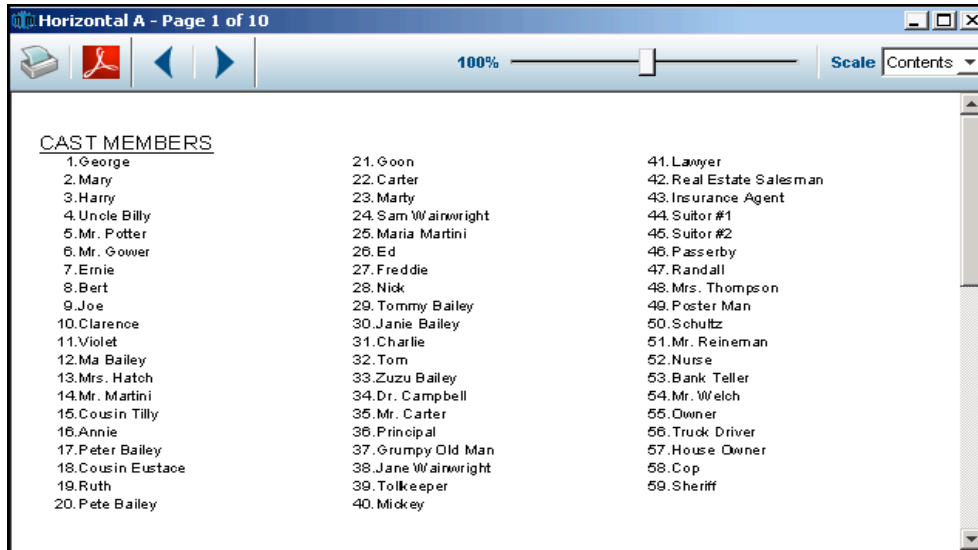 Horizontal A - Page 1 of 10
100%
Scale Contents
CAST MEMBERS
1. George
2. Mary
3. Harry
4. Uncle Billy
5. Mr. Potter
6. Mr. Gower
7. Ernie
8. Bert
9. Joe
10. Clarence
11. Violet
12. Ma Bailey
13. Mrs. Hatch
14. Mr. Martini
15. Cousin Tilly
16. Annie
17. Peter Bailey
18. Cousin Eustace
19. Ruth
20. Pete Bailey
21. Goon
22. Carter
23. Marty
24. Sam Wainwright
25. Maria Martini
26. Ed
27. Freddie
28. Nick
29. Tommy Bailey
30. Janie Bailey
31. Charlie
32. Tom
33. Zuzu Bailey
34. Dr. Campbell
35. Mr. Carter
36. Principal
37. Grumpy Old Man
38. Jane Wainwright
39. Tollkeeper
40. Mickey
41. Lawyer
42. Real Estate Salesman
43. Insurance Agent
44. Suitor #1
45. Suitor #2
46. Passerby
47. Randall
48. Mrs. Thompson
49. Poster Man
50. Schultz
51. Mr. Reineman
52. Nurse
53. Bank Teller
54. Mr. Welch
55. Owner
56. Truck Driver
57. House Owner
58. Cop
59. Sheriff